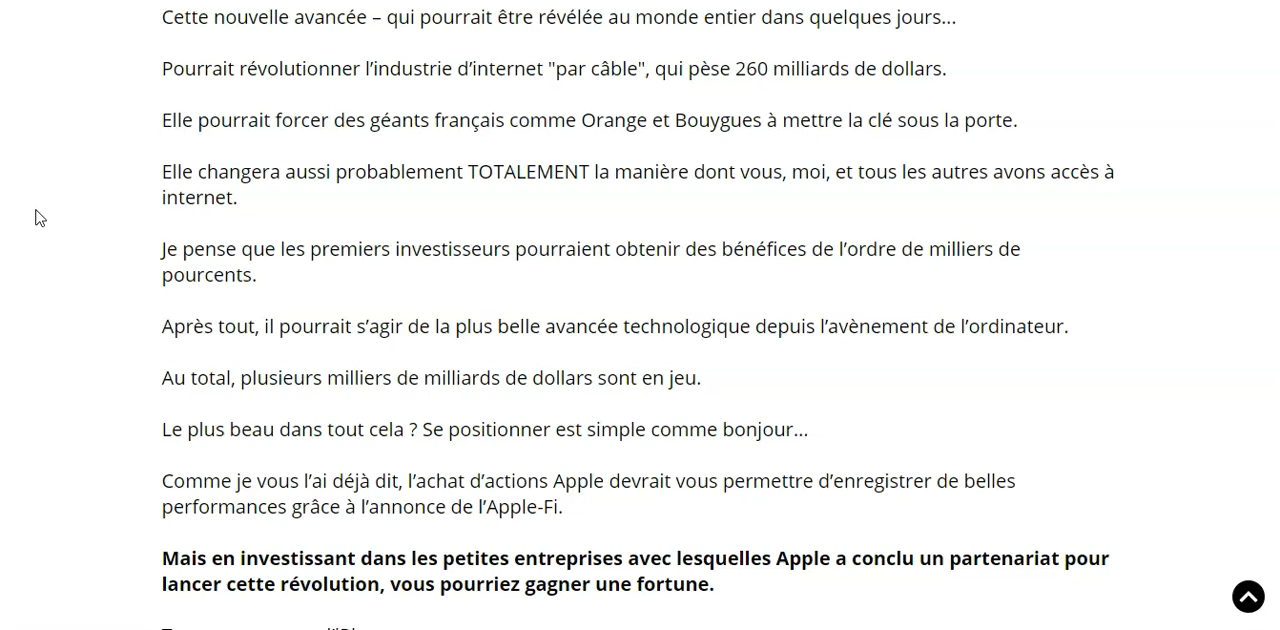 Cette nouvelle avancée – qui pourrait être révélée au monde entier dans quelques jours...
Pourrait révolutionner l’industrie d’internet "par câble", qui pèse 260 milliards de dollars.
Elle pourrait forcer des géants français comme Orange et Bouygues à mettre la clé sous la porte.
Elle changera aussi probablement TOTALEMENT la manière dont vous, moi, et tous les autres avons accès à
internet.
Je pense que les premiers investisseurs pourraient obtenir des bénéfices de l’ordre de milliers de
pourcents.
Après tout, il pourrait s’agir de la plus belle avancée technologique depuis l’avènement de l’ordinateur.
Au total, plusieurs milliers de milliards de dollars sont en jeu.
Le plus beau dans tout cela ? Se positionner est simple comme bonjour...
Comme je vous l’ai déjà dit, l’achat d’actions Apple devrait vous permettre d’enregistrer de belles
performances grâce à l’annonce de l’Apple-Fi.
Mais en investissant dans les petites entreprises avec lesquelles Apple a conclu un partenariat pour
lancer cette révolution, vous pourriez gagner une fortune.